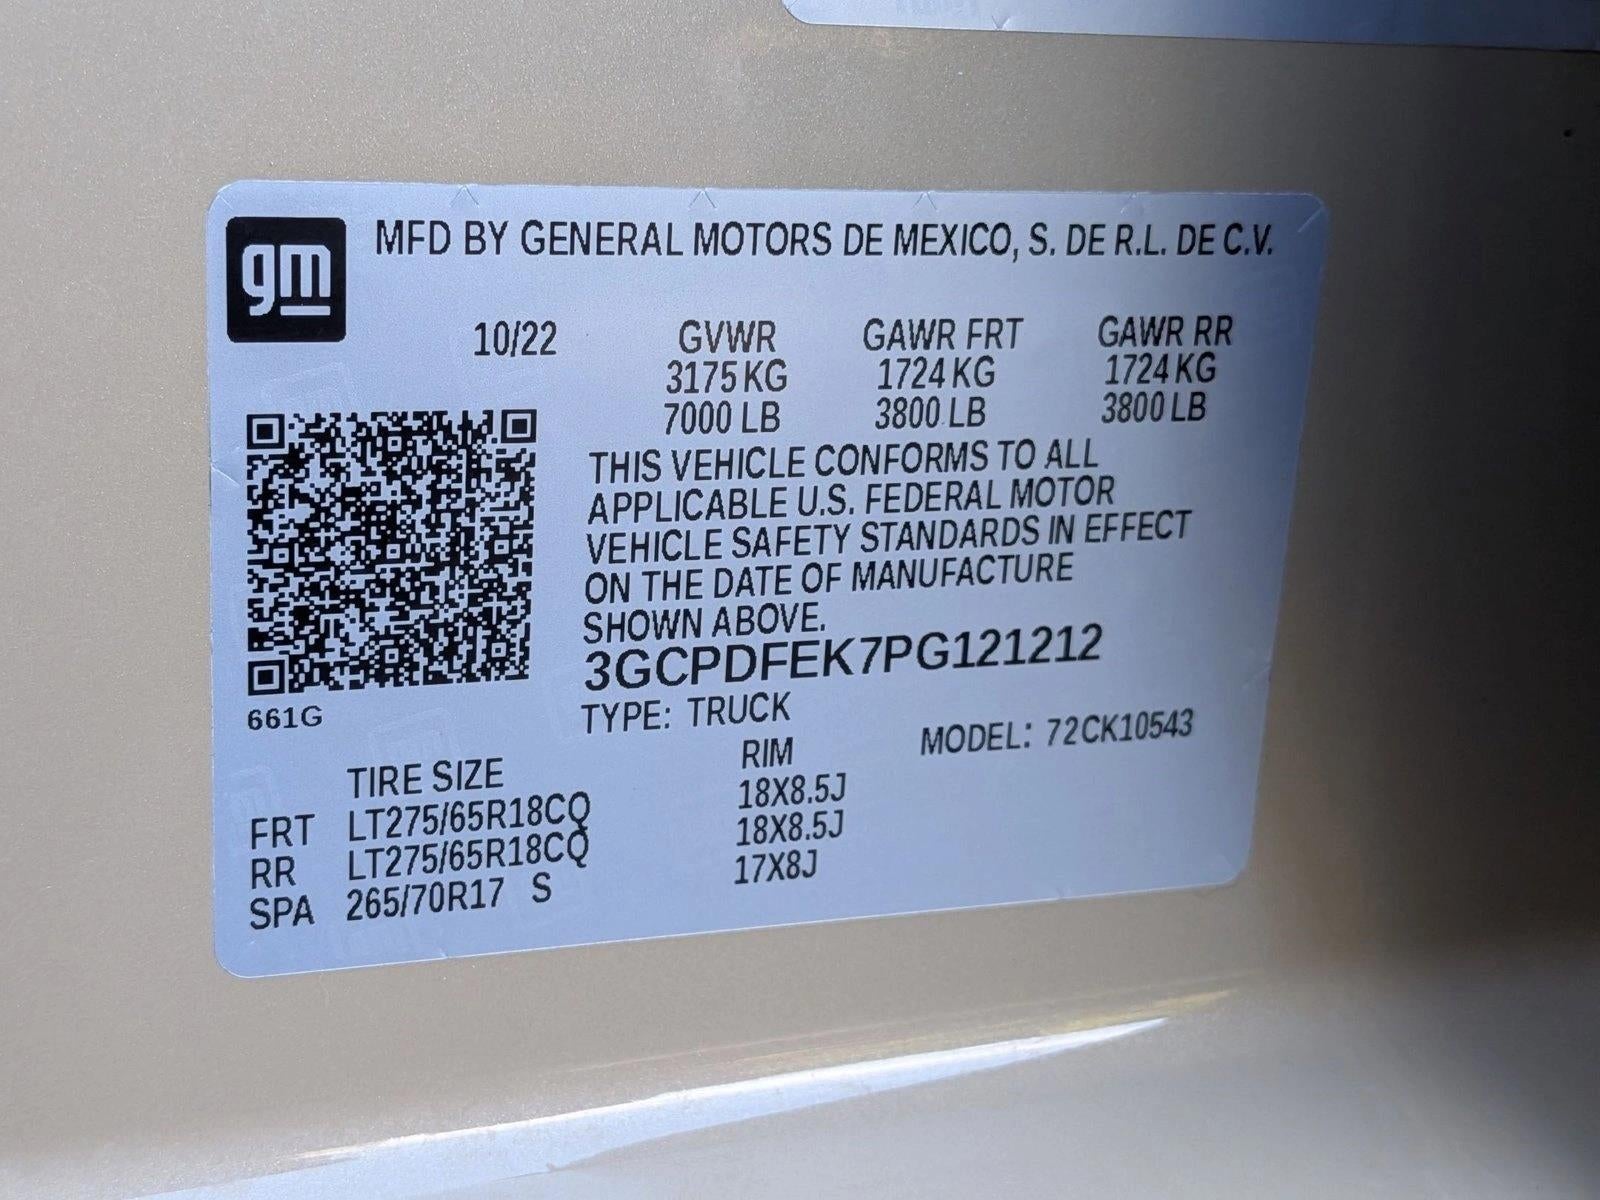 gm
MFD BY GENERAL MOTORS DE MEXICO, S. DE R.L. DE C.V.
10/22 GVWR GAWR FRT GAWR RR
3175 KG 1724 KG 1724 KG
7000 LB 3800 LB 3800 LB
THIS VEHICLE CONFORMS TO ALL
APPLICABLE U.S. FEDERAL MOTOR
VEHICLE SAFETY STANDARDS IN EFFECT
ON THE DATE OF MANUFACTURE
SHOWN ABOVE.
3GCPDFEK7PG121212
661G
TYPE: TRUCK
MODEL: 72CK10543
TIRE SIZE RIM
FRT LT275/65R18CQ 18X8.5J
RR LT275/65R18CQ 18X8.5J
SPA 265/70R17 S 17X8J